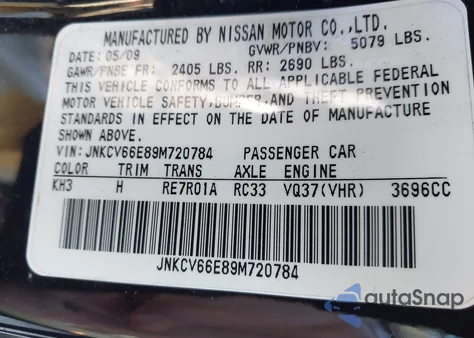 MANUFACTURED BY NISSAN MOTOR CO.,LTD.
DATE: 05/09 GVWR/PNBV: 5079 LBS.
GAWR/PNBE FR: 2405 LBS. RR: 2690 LBS.
THIS VEHICLE CONFORMS TO ALL APPLICABLE FEDERAL
MOTOR VEHICLE SAFETY,BUMPER,AND THEFT PREVENTION
STANDARDS IN EFFECT ON THE DATE OF MANUFACTURE
SHOWN ABOVE.
VIN: JNKCV66E89M720784 PASSENGER CAR
COLOR TRIM TRANS AXLE ENGINE
KH3 H RE7R01A RC33 VQ37(VHR) 3696CC
JNKCV66E89M720784
autoSnap